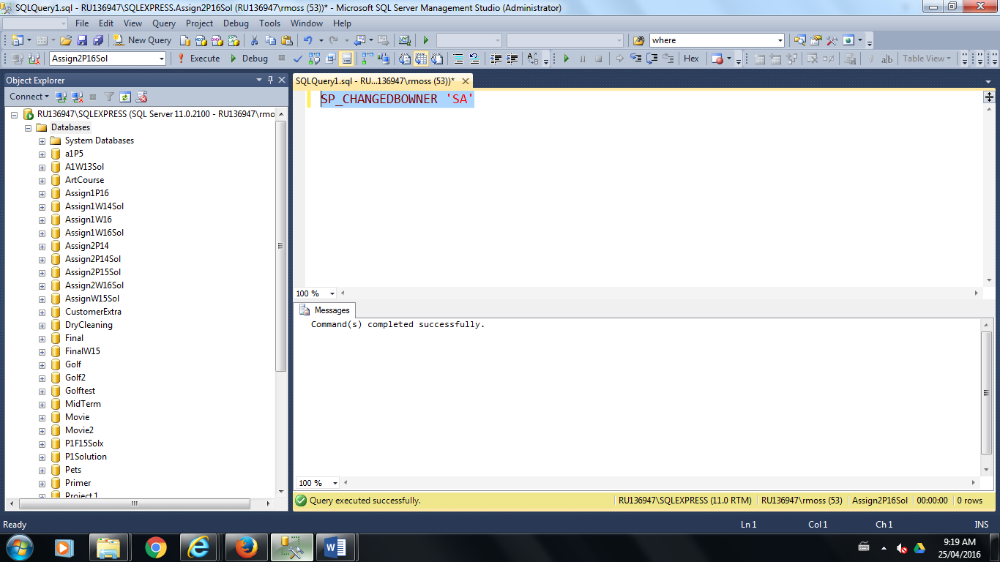 SQLQuery1.sql - RU136947\SQLEXPRESS.Assign2P16Sol (RU136947\rmoss (53))* - Microsoft SQL Server Management Studio (Administrator)
File Edit View Query Project Debug Tools Window Help
New Query where
Assign2P16Sol Execute Debug Hex Table View
Object Explorer
Connect
RU136947\SQLEXPRESS (SQL Server 11.0.2100 - RU136947\rmo
Databases
System Databases
a1P5
A1W13Sol
ArtCourse
Assign1P16
Assign1W14Sol
Assign1W16
Assign1W16Sol
Assign2P14
Assign2P14Sol
Assign2P15Sol
Assign2W16Sol
AssignW15Sol
CustomerExtra
DryCleaning
Final
FinalW15
Golf
Golf2
Golftest
MidTerm
Movie
Movie2
P1F15Solx
P1Solution
Pets
Primer
Project 1
SQLQuery1.sql - RU...136947\rmoss (53))*
SP_CHANGEDBOWNER 'SA'
100 %
Messages
Command(s) completed successfully.
100 %
Query executed successfully. RU136947\SQLEXPRESS (11.0 RTM) RU136947\rmoss (53) Assign2P16Sol 00:00:00 0 rows
Ready Ln 1 Col 1 Ch 1 INS
9:19 AM
25/04/2016